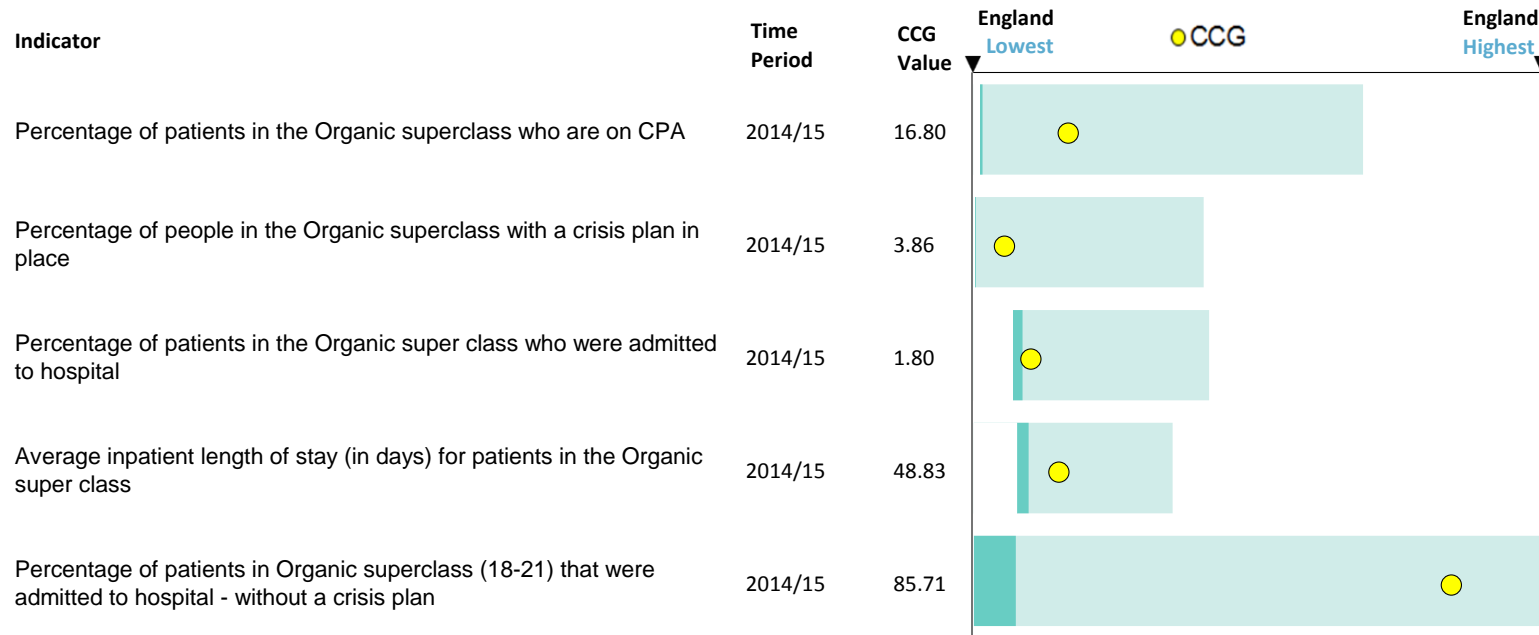 Indicator
Time
Period
CCG
Value
England
Lowest
CCG
England
Highest
Percentage of patients in the Organic superclass who are on CPA
2014/15
16.80
Percentage of people in the Organic superclass with a crisis plan in
place
2014/15
3.86
Percentage of patients in the Organic super class who were admitted
to hospital
2014/15
1.80
Average inpatient length of stay (in days) for patients in the Organic
super class
2014/15
48.83
Percentage of patients in Organic superclass (18-21) that were
admitted to hospital - without a crisis plan
2014/15
85.71